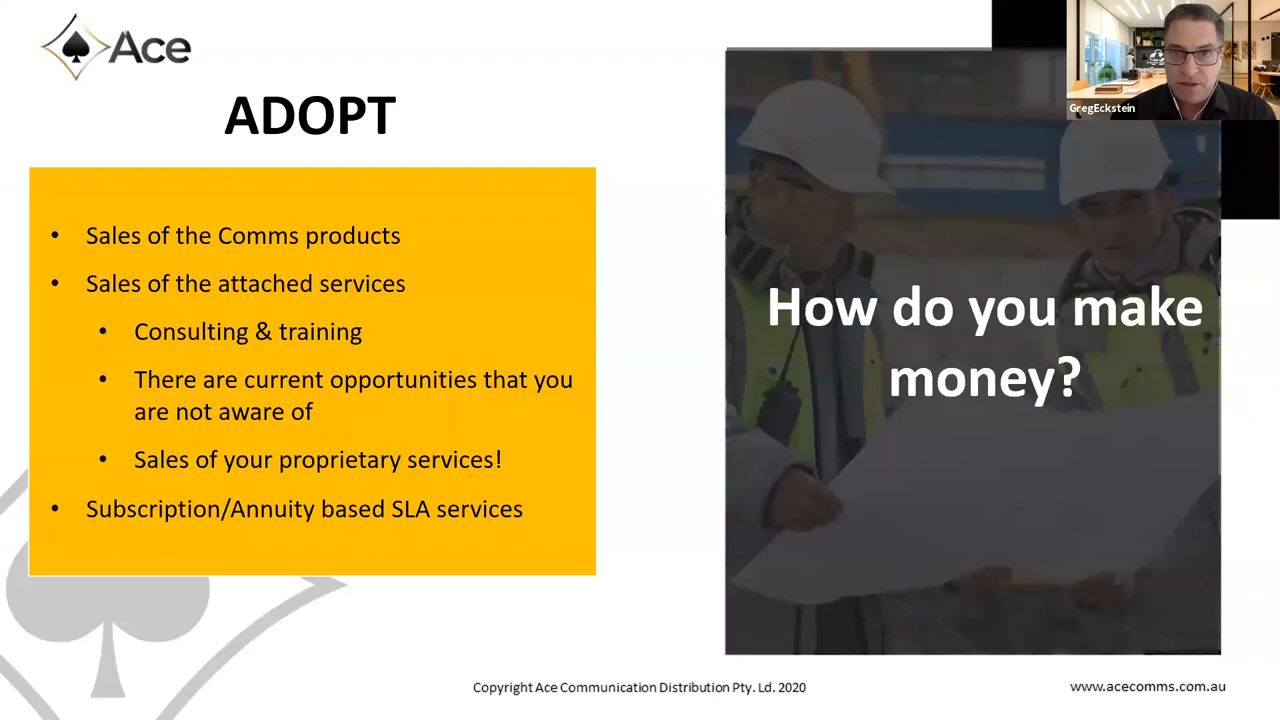 Ace
ADOPT
• Sales of the Comms products
• Sales of the attached services
• Consulting & training
• There are current opportunities that you
are not aware of
• Sales of your proprietary services!
• Subscription/Annuity based SLA services
How do you make
money?
GregEckstein
Copyright Ace Communication Distribution Pty. Ld. 2020
www.acecomms.com.au